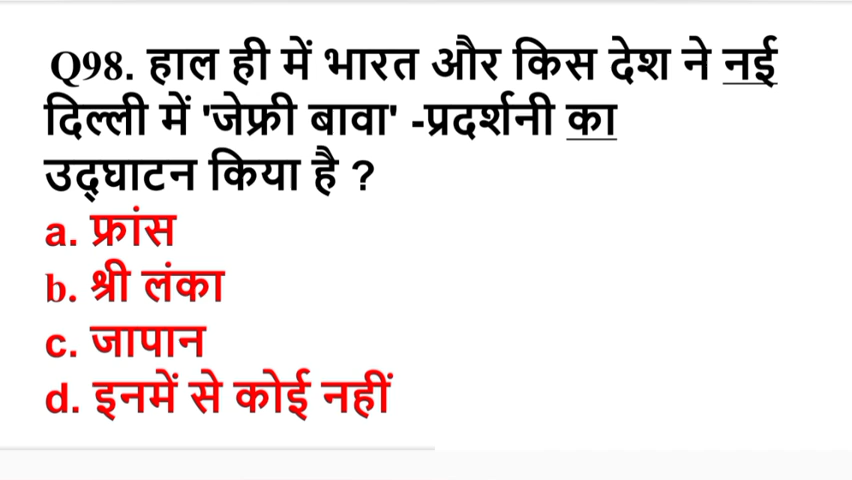 Q98. हाल ही में भारत और किस देश ने नई
दिल्ली में 'जेफ्री बावा' -प्रदर्शनी का
उद्घाटन किया है ?
a. फ्रांस
b. श्री लंका
c. जापान
d. इनमें से कोई नहीं